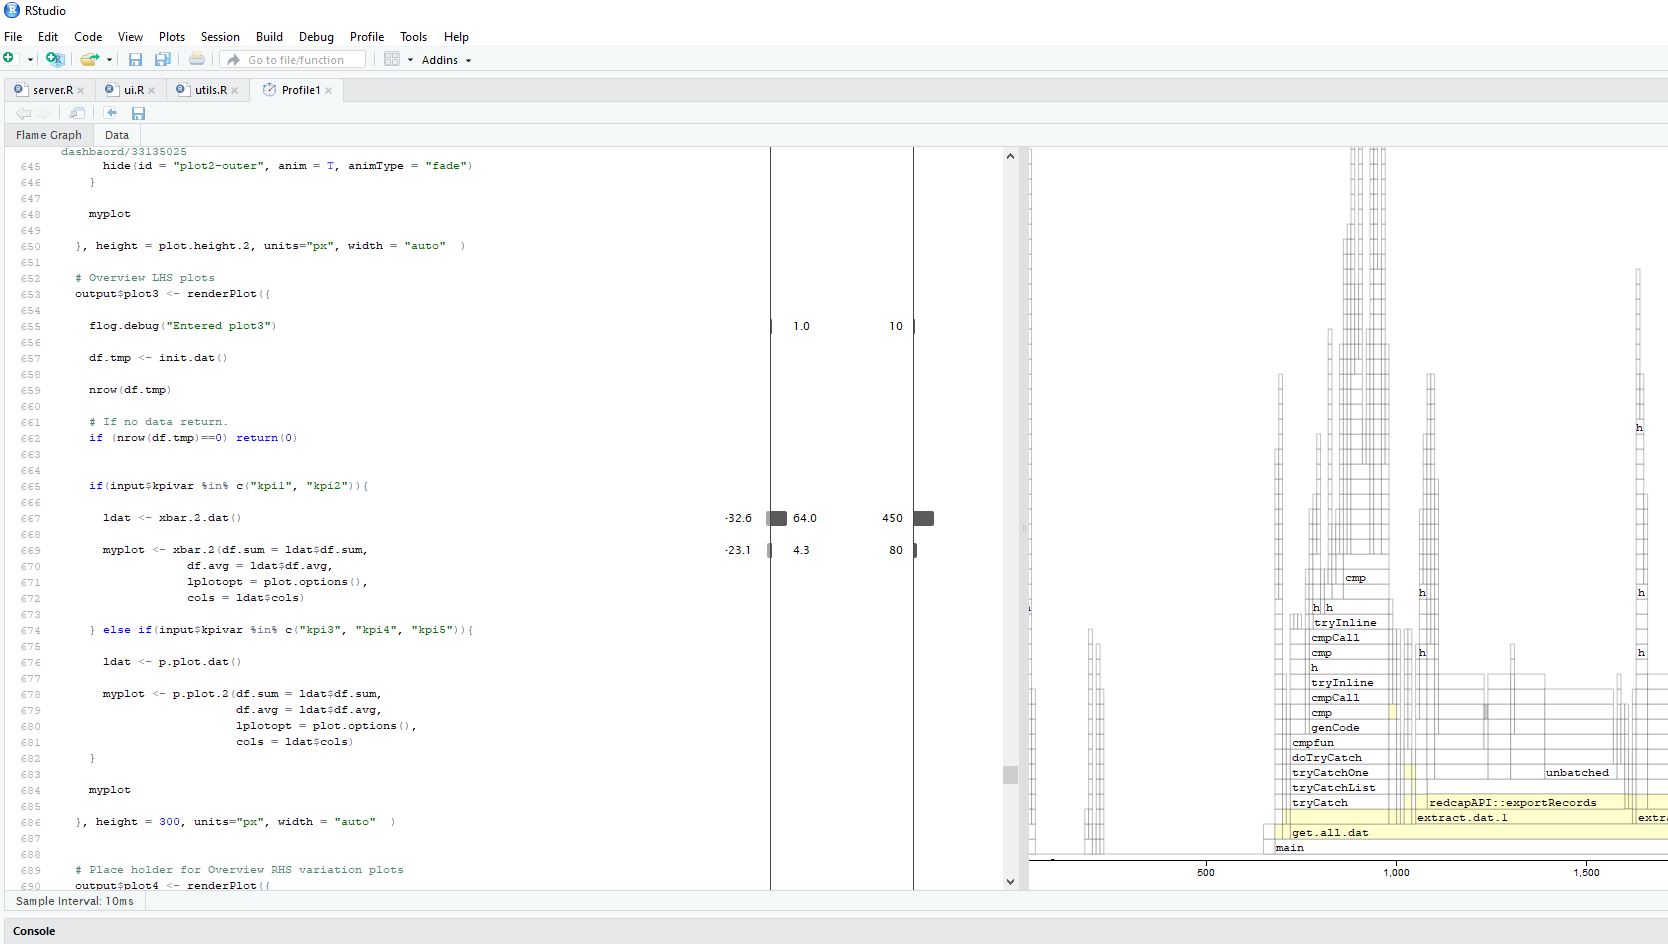 RStudio
File Edit Code View Plots Session Build Debug Profile Tools Help
Go to file/function Addins
server.R ui.R utils.R Profile1
Flame Graph Data
dashbaord/33135025
645 hide(id = "plot2-outer", anim = T, animType = "fade")
646 }
647
648 myplot
649
650 }, height = plot.height.2, units="px", width = "auto" )
651
652 # Overview LHS plots
653 output$plot3 <- renderPlot({
654
655 flog.debug("Entered plot3") 1.0 10
656
657 df.tmp <- init.dat()
658
659 nrow(df.tmp)
660
661 # If no data return.
662 if (nrow(df.tmp)==0) return(0)
663
664
665 if(input$kpivar %in% c("kpi1", "kpi2")){
666
667 ldat <- xbar.2.dat() -32.6 64.0 450
668
669 myplot <- xbar.2(df.sum = ldat$df.sum, -23.1 4.3 80
670 df.avg = ldat$df.avg,
671 lplotopt = plot.options(),
672 cols = ldat$cols)
673
674 } else if(input$kpivar %in% c("kpi3", "kpi4", "kpi5")){
675
676 ldat <- p.plot.dat()
677
678 myplot <- p.plot.2(df.sum = ldat$df.sum,
679 df.avg = ldat$df.avg,
680 lplotopt = plot.options(),
681 cols = ldat$cols)
682 }
683
684 myplot
685
686 }, height = 300, units="px", width = "auto" )
687
688
689 # Place holder for Overview RHS variation plots
690 output$plot4 <- renderPlot({
h
cmp
h h
h h h
tryInline
cmpCall
cmp h h
h
tryInline
cmpCall
cmp
genCode
cmpfun
doTryCatch
tryCatchOne unbatched
tryCatchList
tryCatch redcapAPI::exportRecords
extract.dat.1 extra
get.all.dat
main
500 1,000 1,500
Sample Interval: 10ms
Console